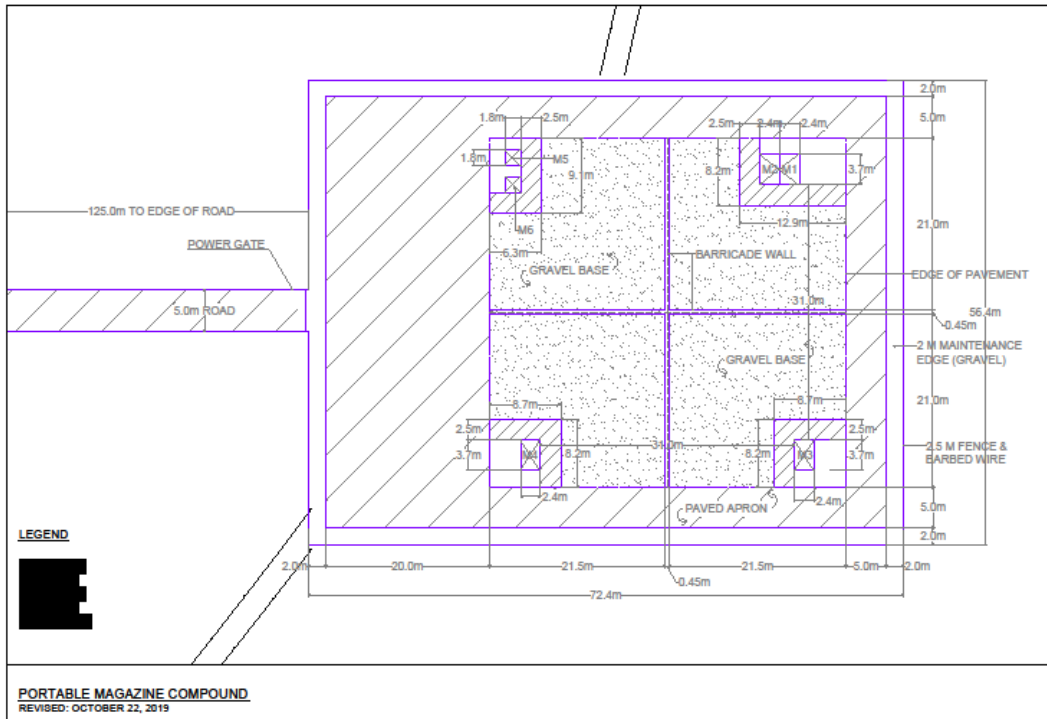 2.0m
5.0m
1.8m
2.5m
2.5m
2.4m
2.4m
1.8m
M5
9.1m
8.2m
M2
M1
3.7m
125.0m TO EDGE OF ROAD
M6
12.9m
21.0m
POWER GATE
6.3m
BARRICADE WALL
GRAVEL BASE
EDGE OF PAVEMENT
5.0m ROAD
31.0m
56.4m
0.45m
2 M MAINTENANCE
EDGE (GRAVEL)
GRAVEL BASE
8.7m
8.7m
21.0m
2.5m
2.5m
3.7m
M4
8.2m
31.0m
8.2m
M3
3.7m
2.5 M FENCE &
BARBED WIRE
2.4m
2.4m
PAVED APRON
5.0m
LEGEND
2.0m
2.0m
20.0m
21.5m
0.45m
21.5m
5.0m
2.0m
72.4m
PORTABLE MAGAZINE COMPOUND
REVISED: OCTOBER 22, 2019